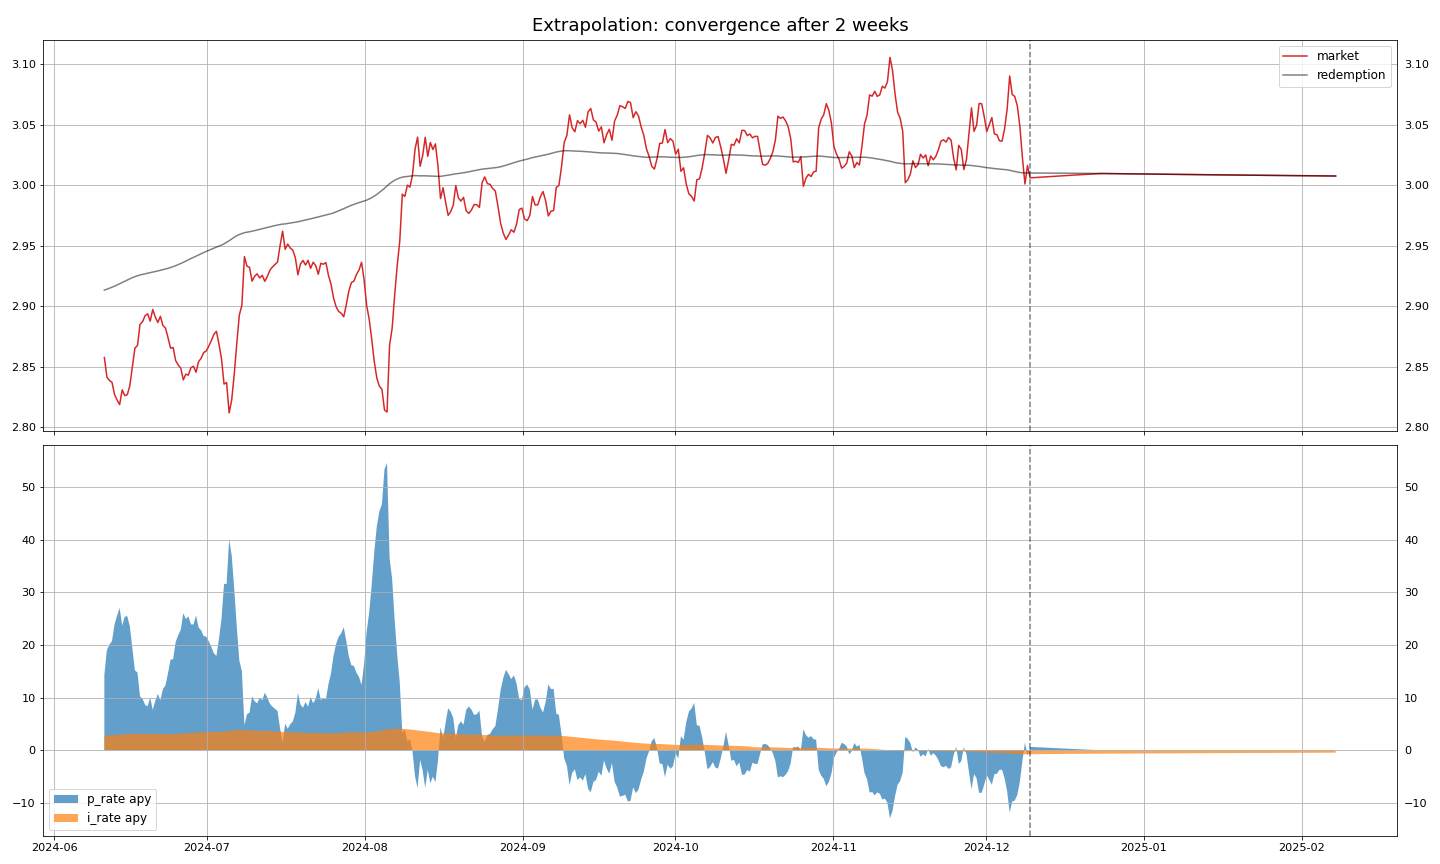 Extrapolation: convergence after 2 weeks
market
redemption
3.10 3.10
3.05 3.05
3.00 3.00
2.95 2.95
2.90 2.90
2.85 2.85
2.80 2.80
50 50
40 40
30 30
20 20
10 10
0 0
−10 −10
p_rate apy
i_rate apy
2024-06 2024-07 2024-08 2024-09 2024-10 2024-11 2024-12 2025-01 2025-02